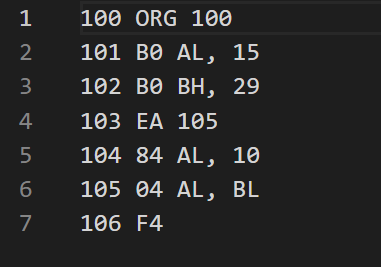 1 100 ORG 100
2 101 B0 AL, 15
3 102 B0 BH, 29
4 103 EA 105
5 104 84 AL, 10
6 105 04 AL, BL
7 106 F4